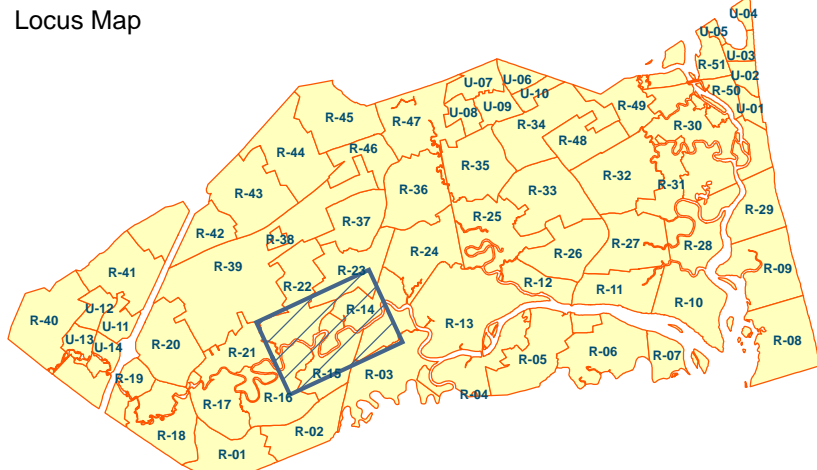 Locus Map
U-04
U-05
U-03
R-51
U-02
R-50
U-01
U-07
U-06
U-10
U-09
U-08
R-49
R-45
R-47
R-34
R-30
R-48
R-46
R-44
R-35
R-32
R-31
R-36
R-33
R-43
R-29
R-25
R-37
R-42
R-38
R-27
R-28
R-26
R-24
R-39
R-41
R-23
R-09
R-22
R-12
R-11
R-10
U-12
R-14
R-40
U-11
R-13
U-13
U-14
R-20
R-21
R-06
R-05
R-07
R-08
R-19
R-15
R-03
R-16
R-04
R-17
R-18
R-02
R-01